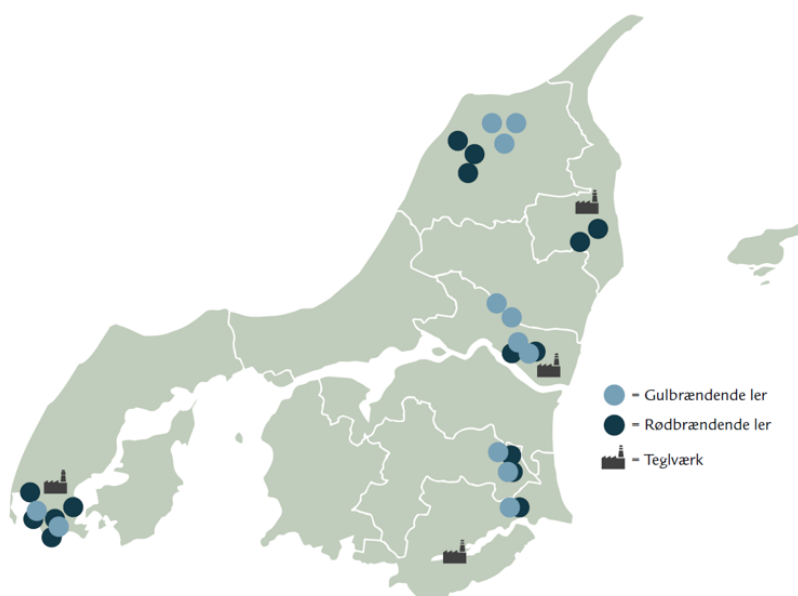 = Gulbrændende ler
= Rødbrændende ler
= Teglværk